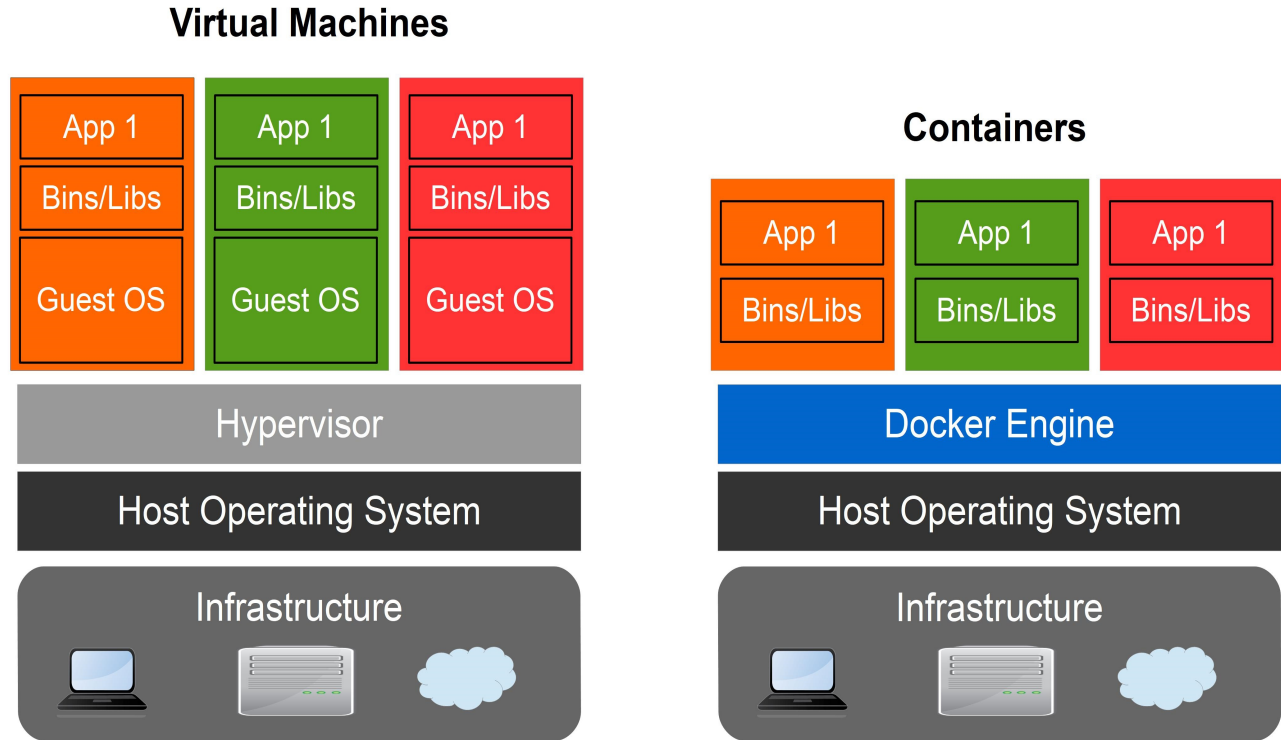 Virtual Machines
App 1
App 1
App 1
Bins/Libs
Bins/Libs
Bins/Libs
Guest OS
Guest OS
Guest OS
Hypervisor
Host Operating System
Infrastructure
Containers
App 1
App 1
App 1
Bins/Libs
Bins/Libs
Bins/Libs
Docker Engine
Host Operating System
Infrastructure